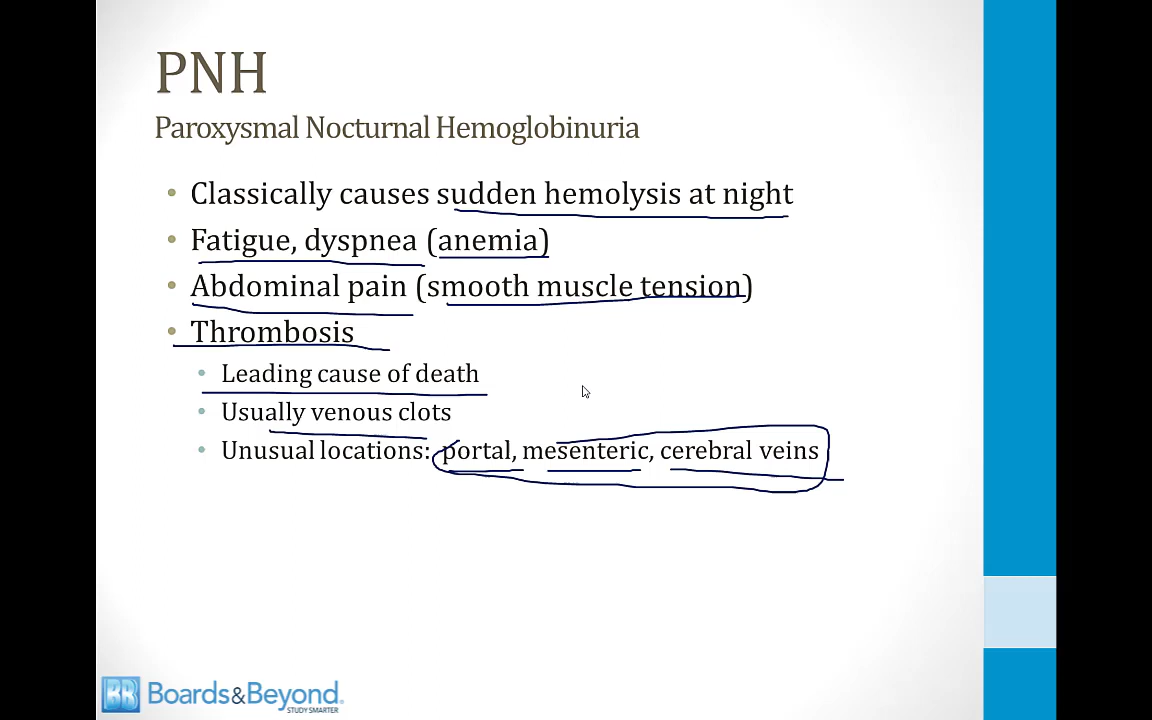 PNH
Paroxysmal Nocturnal Hemoglobinuria
• Classically causes sudden hemolysis at night
• Fatigue, dyspnea (anemia)
• Abdominal pain (smooth muscle tension)
• Thrombosis
• Leading cause of death
• Usually venous clots
• Unusual locations: portal, mesenteric, cerebral veins
BB Boards&Beyond.
STUDY SMARTER